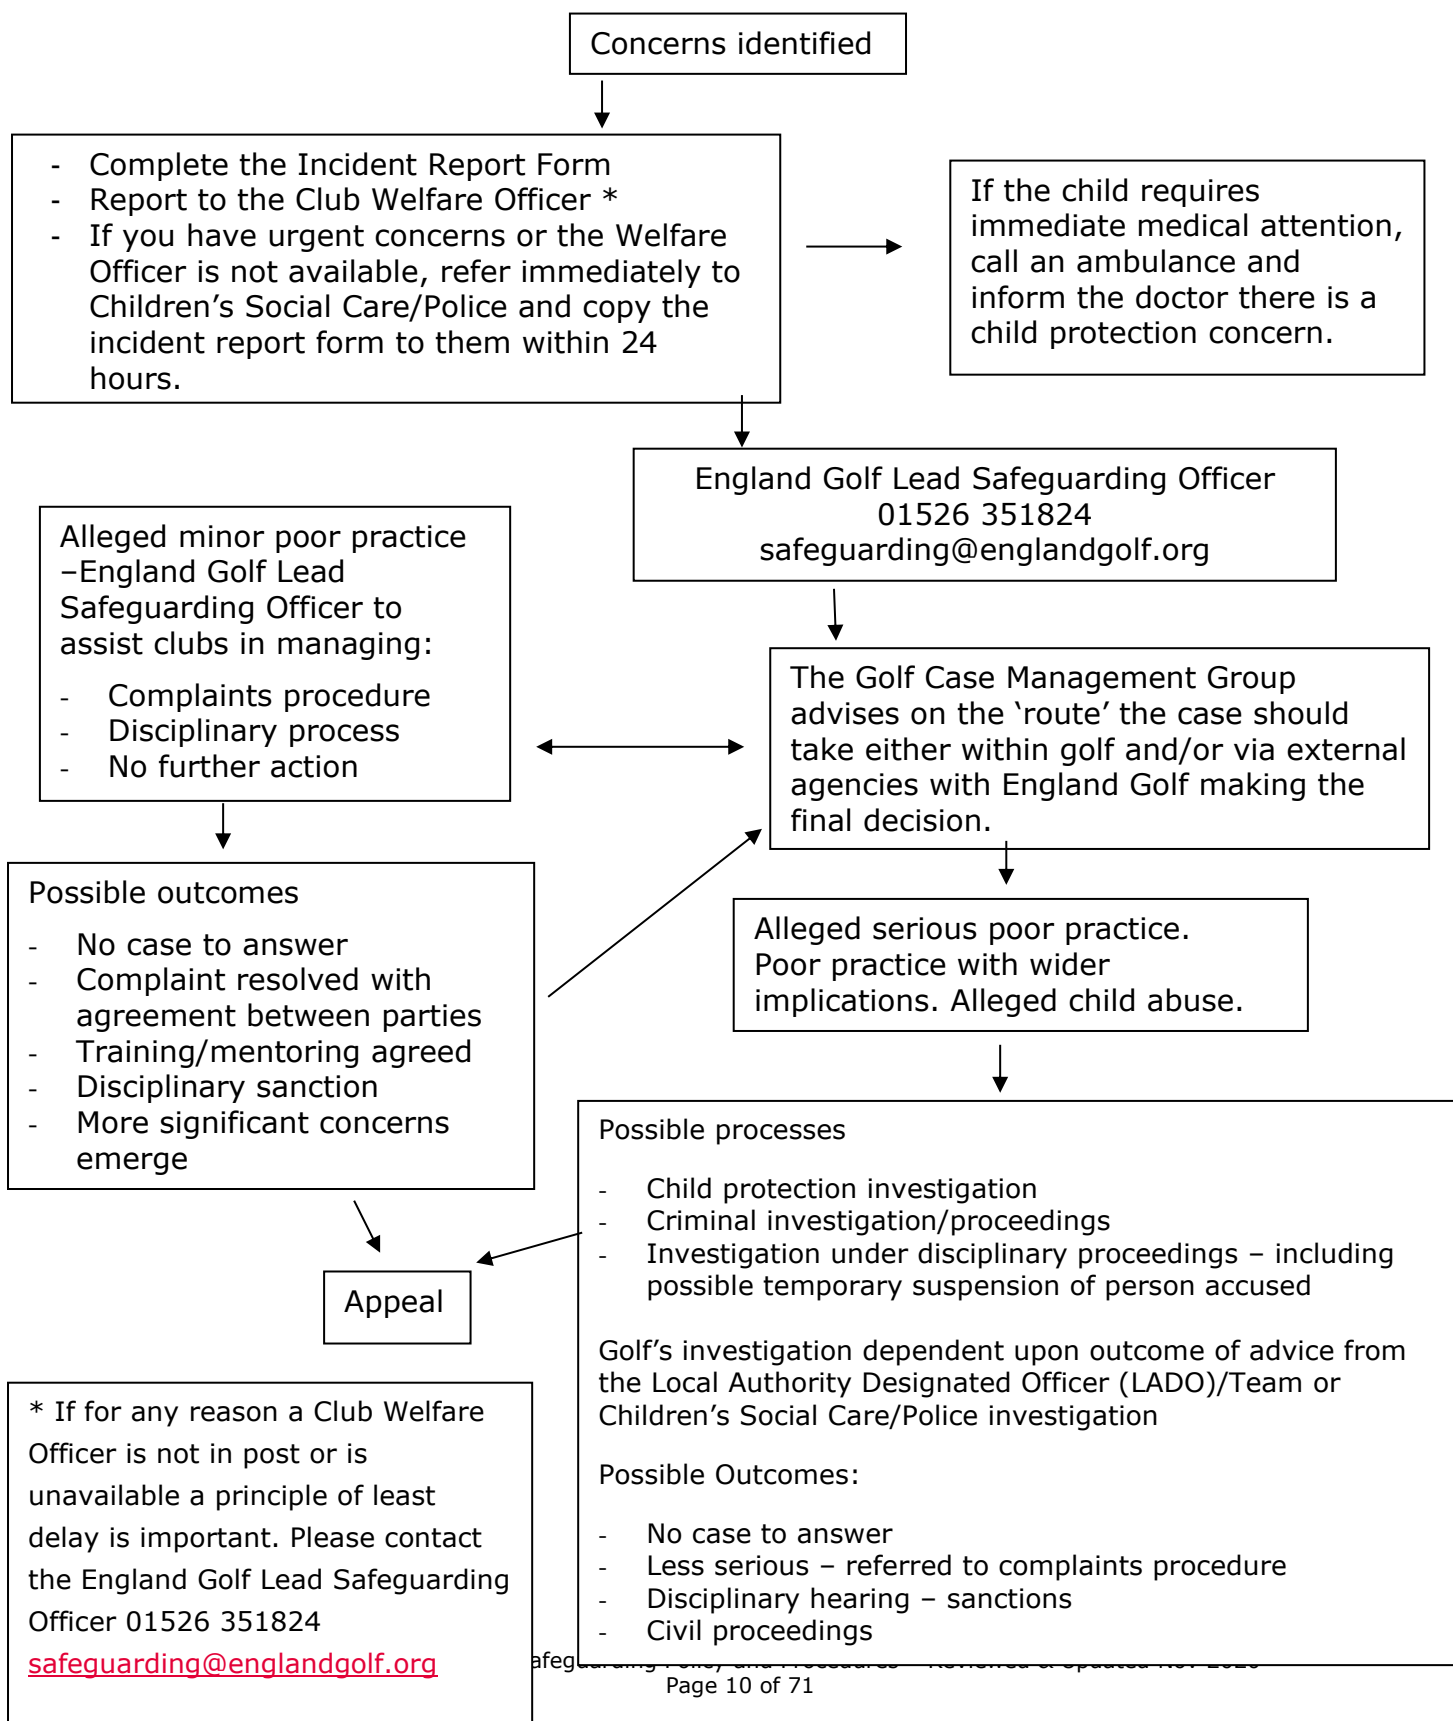 Concerns identified
- Complete the Incident Report Form
- Report to the Club Welfare Officer *
- If you have urgent concerns or the Welfare
Officer is not available, refer immediately to
Children’s Social Care/Police and copy the
incident report form to them within 24
hours.
If the child requires
immediate medical attention,
call an ambulance and
inform the doctor there is a
child protection concern.
England Golf Lead Safeguarding Officer
01526 351824
safeguarding@englandgolf.org
Alleged minor poor practice
–England Golf Lead
Safeguarding Officer to
assist clubs in managing:
- Complaints procedure
- Disciplinary process
- No further action
The Golf Case Management Group
advises on the ‘route’ the case should
take either within golf and/or via external
agencies with England Golf making the
final decision.
Possible outcomes
- No case to answer
- Complaint resolved with
agreement between parties
- Training/mentoring agreed
- Disciplinary sanction
- More significant concerns
emerge
Alleged serious poor practice.
Poor practice with wider
implications. Alleged child abuse.
Possible processes
- Child protection investigation
- Criminal investigation/proceedings
- Investigation under disciplinary proceedings – including
possible temporary suspension of person accused
Golf’s investigation dependent upon outcome of advice from
the Local Authority Designated Officer (LADO)/Team or
Children’s Social Care/Police investigation
Possible Outcomes:
- No case to answer
- Less serious – referred to complaints procedure
- Disciplinary hearing – sanctions
- Civil proceedings
Appeal
* If for any reason a Club Welfare
Officer is not in post or is
unavailable a principle of least
delay is important. Please contact
the England Golf Lead Safeguarding
Officer 01526 351824
safeguarding@englandgolf.org
Policy and Procedures
Page 10 of 71